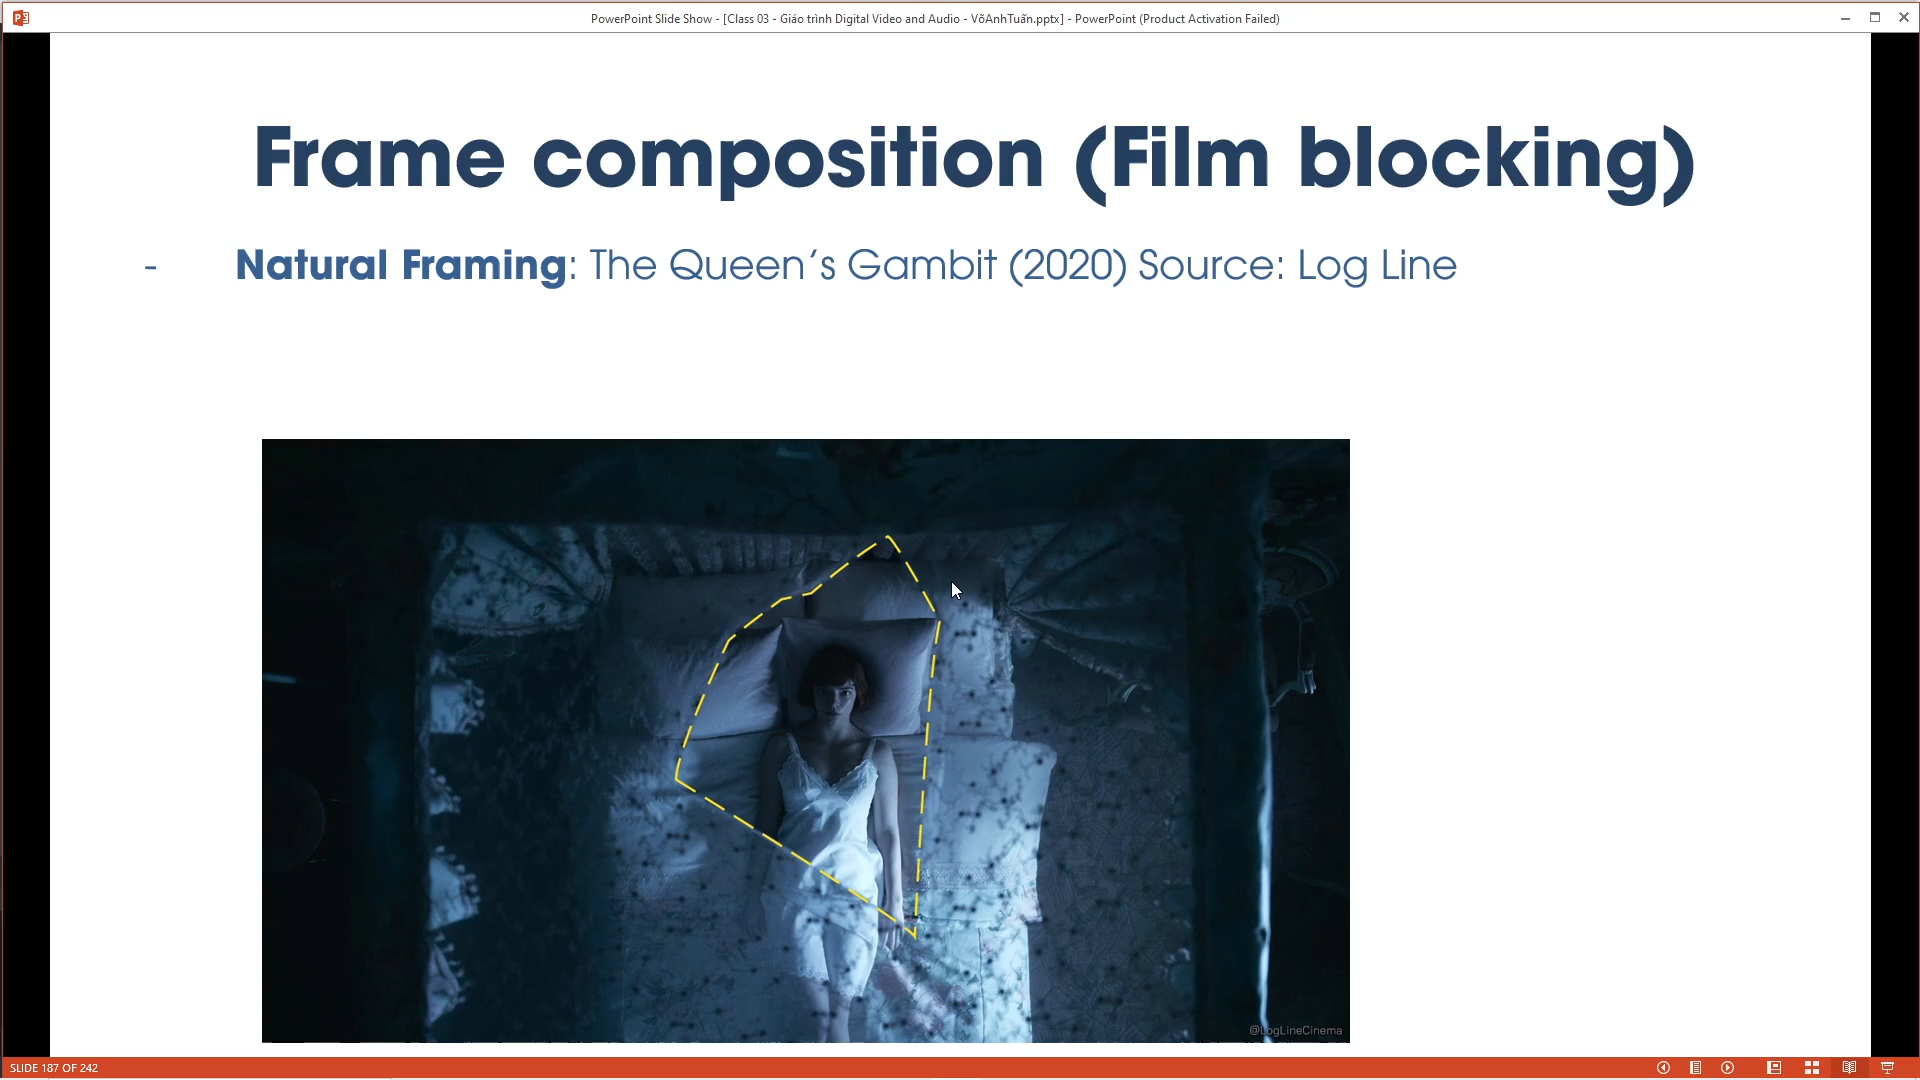 PowerPoint Slide Show - [Class 03 - Giáo trình Digital Video and Audio - VõAnhTuấn.pptx] - PowerPoint (Product Activation Failed)
Frame composition (Film blocking)
- Natural Framing: The Queen's Gambit (2020) Source: Log Line
@LogLineCinema
SLIDE 187 OF 242